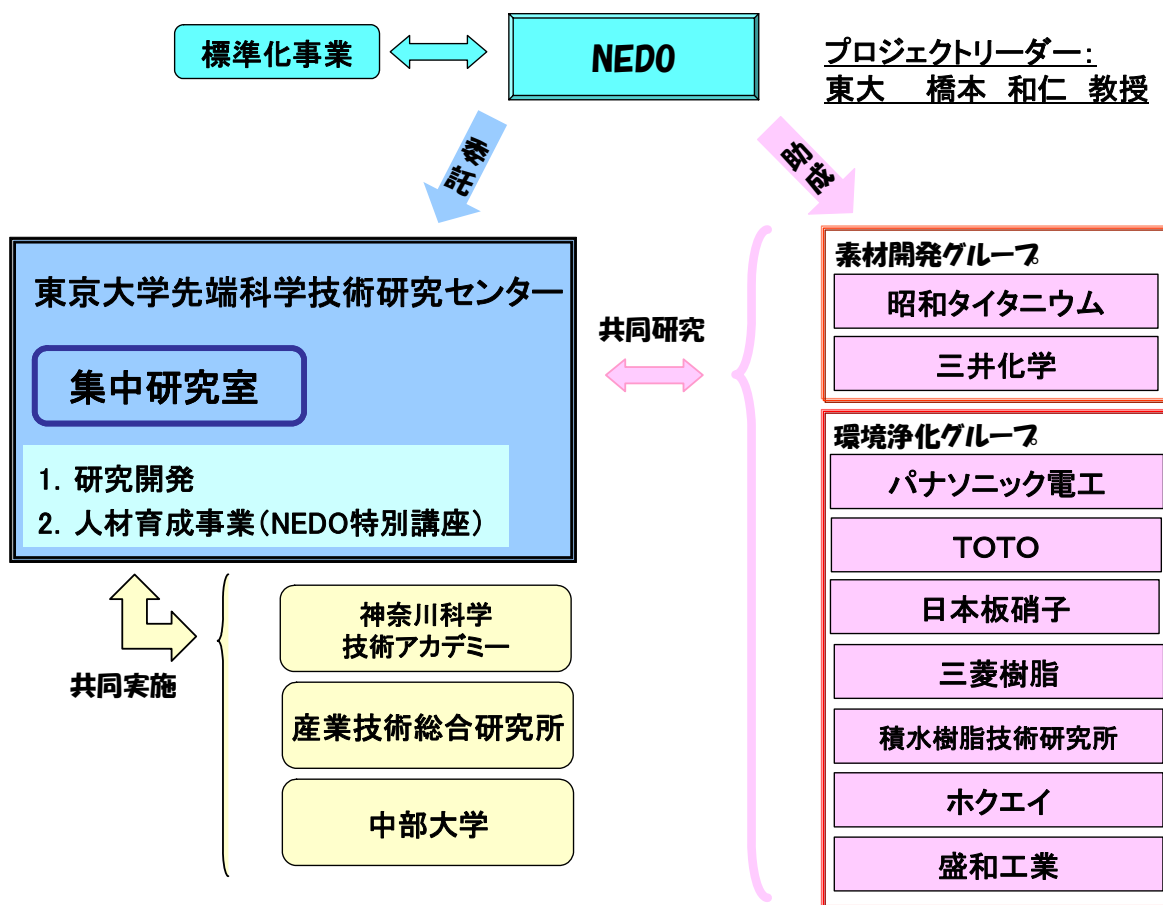 標準化事業
NEDO
プロジェクトリーダー:
東大 橋本 和仁 教授
委託
助成
東京大学先端科学技術研究センター
集中研究室
1. 研究開発
2. 人材育成事業(NEDO特別講座)
共同研究
素材開発グループ
昭和タイタニウム
三井化学
環境浄化グループ
パナソニック電工
TOTO
日本板硝子
三菱樹脂
積水樹脂技術研究所
ホクエイ
盛和工業
共同実施
神奈川科学
技術アカデミー
産業技術総合研究所
中部大学